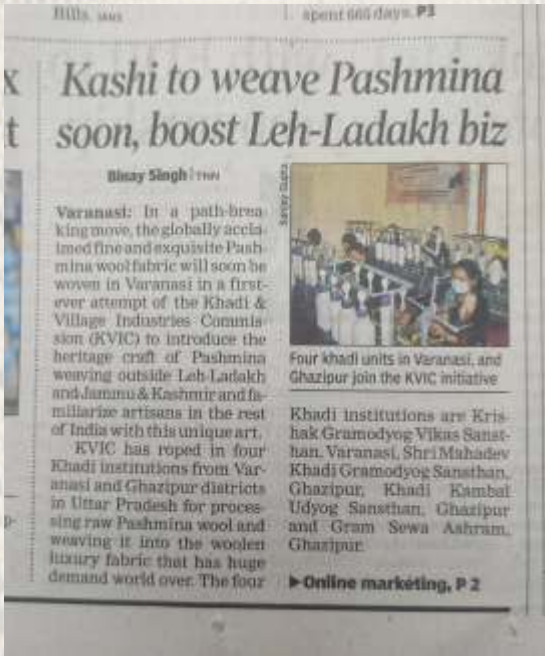 Hills.
spent 665 days. P3
x
t
Kashi to weave Pashmina
soon, boost Leh-Ladakh biz
Binay Singh | TNN
Varanasi: In a path-brea-
king move, the globally accla-
imed fine and exquisite Pash-
mina wool fabric will soon be
woven in Varanasi in a first-
ever attempt of the Khadi &
Village Industries Commis-
sion (KVIC) to introduce the
heritage craft of Pashmina
weaving outside Leh-Ladakh
and Jammu & Kashmir and fa-
miliarize artisans in the rest
of India with this unique art.
KVIC has roped in four
Khadi institutions from Var-
anasi and Ghazipur districts
in Uttar Pradesh for proces-
sing raw Pashmina wool and
weaving it into the woolen
luxury fabric that has huge
demand world over. The four
Sanjay Gupta
Four khadi units in Varanasi, and
Ghazipur join the KVIC initiative
Khadi institutions are Kris-
hak Gramodyog Vikas Sanst-
han, Varanasi, Shri Mahadev
Khadi Gramodyog Sansthan,
Ghazipur, Khadi Kambal
Udyog Sansthan, Ghazipur
and Gram Sewa Ashram,
Ghazipur.
▶Online marketing, P 2